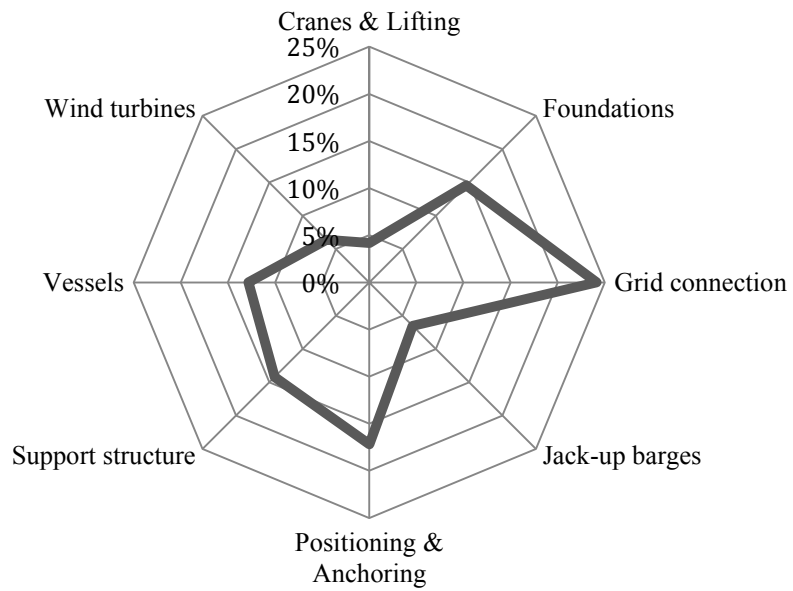 Cranes & Lifting
25%
Wind turbines
20%
Foundations
15%
10%
5%
Vessels
0%
Grid connection
Support structure
Jack-up barges
Positioning &
Anchoring